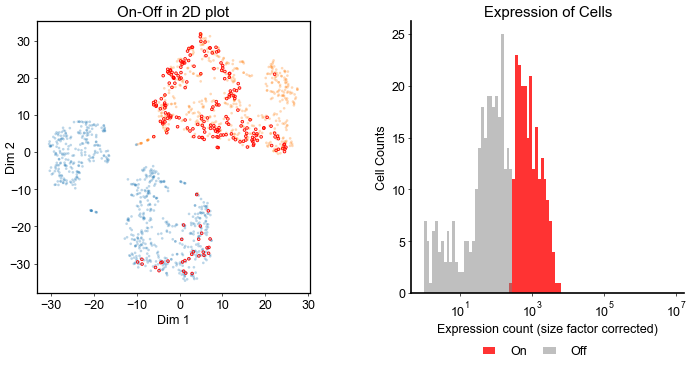 On-Off in 2D plot
30
20
10
0
−10
−20
−30
Dim 2
−30 −20 −10 0 10 20 30
Dim 1
Expression of Cells
25
20
15
10
5
0
Cell Counts
10^1 10^3 10^5 10^7
Expression count (size factor corrected)
On Off